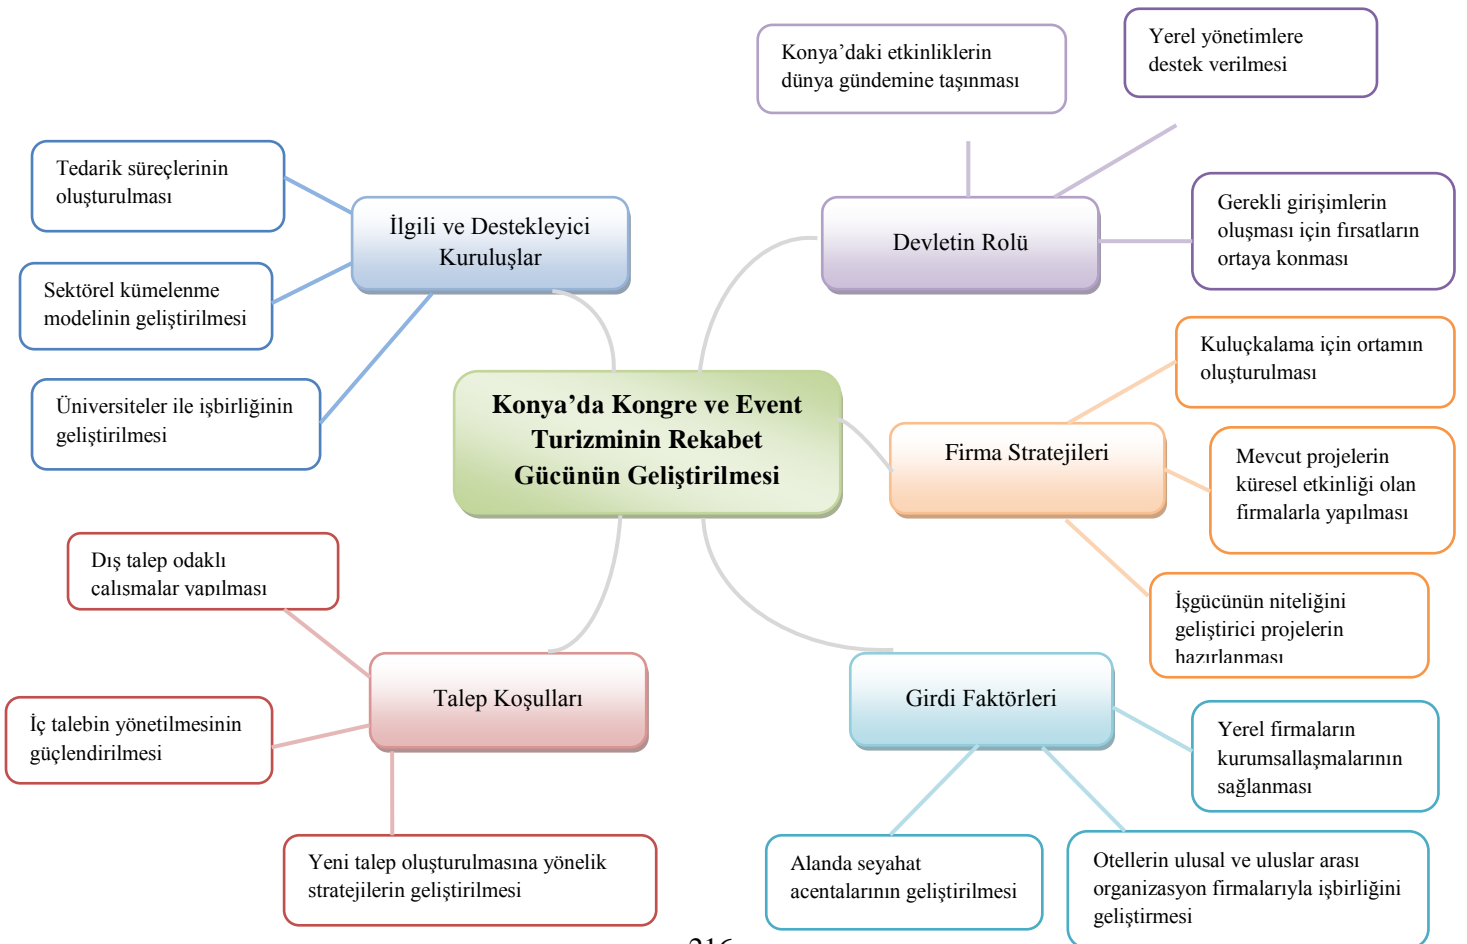 Konya’daki etkinliklerin
dünya gündemine taşınması
Yerel yönetimlere
destek verilmesi
Tedarik süreçlerinin
oluşturulması
İlgili ve Destekleyici
Kuruluşlar
Devletin Rolü
Gerekli girişimlerin
oluşması için fırsatların
ortaya konması
Sektörel kümelenme
modelinin geliştirilmesi
Kuluçkalama için ortamın
oluşturulması
Üniversiteler ile işbirliğinin
geliştirilmesi
Konya’da Kongre ve Event
Turizminin Rekabet
Gücünün Geliştirilmesi
Firma Stratejileri
Mevcut projelerin
küresel etkinliği olan
firmalarla yapılması
Dış talep odaklı
çalışmalar yapılması
İşgücünün niteliğini
geliştirici projelerin
hazırlanması
Talep Koşulları
Girdi Faktörleri
İç talebin yönetilmesinin
güçlendirilmesi
Yerel firmaların
kurumsallaşmalarının
sağlanması
Yeni talep oluşturulmasına yönelik
stratejilerin geliştirilmesi
Alanda seyahat
acentalarının geliştirilmesi
Otellerin ulusal ve uluslar arası
organizasyon firmalarıyla işbirliğini
geliştirmesi
216